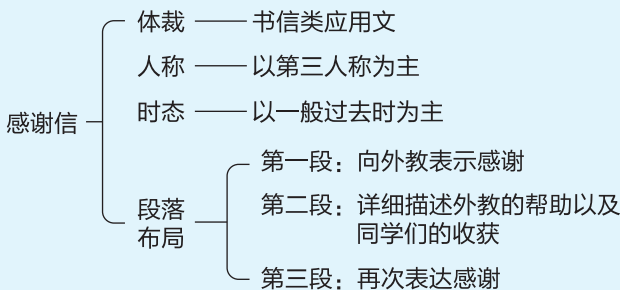 体裁 书信类应用文
人称 以第三人称为主
感谢信
时态 以一般过去时为主
段落
布局
第一段：向外教表示感谢
第二段：详细描述外教的帮助以及
同学们的收获
第三段：再次表达感谢